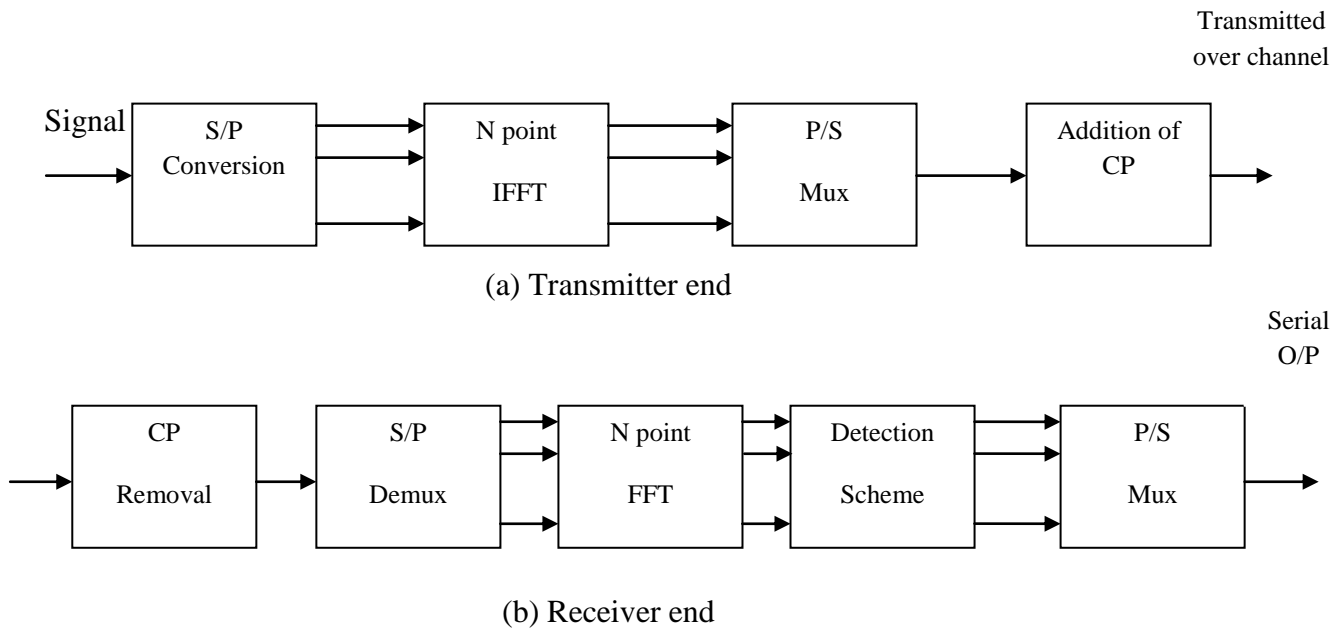 Transmitted
over channel
Signal
S/P
Conversion
N point
IFFT
P/S
Mux
Addition of
CP
(a) Transmitter end
Serial
O/P
CP
Removal
S/P
Demux
N point
FFT
Detection
Scheme
P/S
Mux
(b) Receiver end